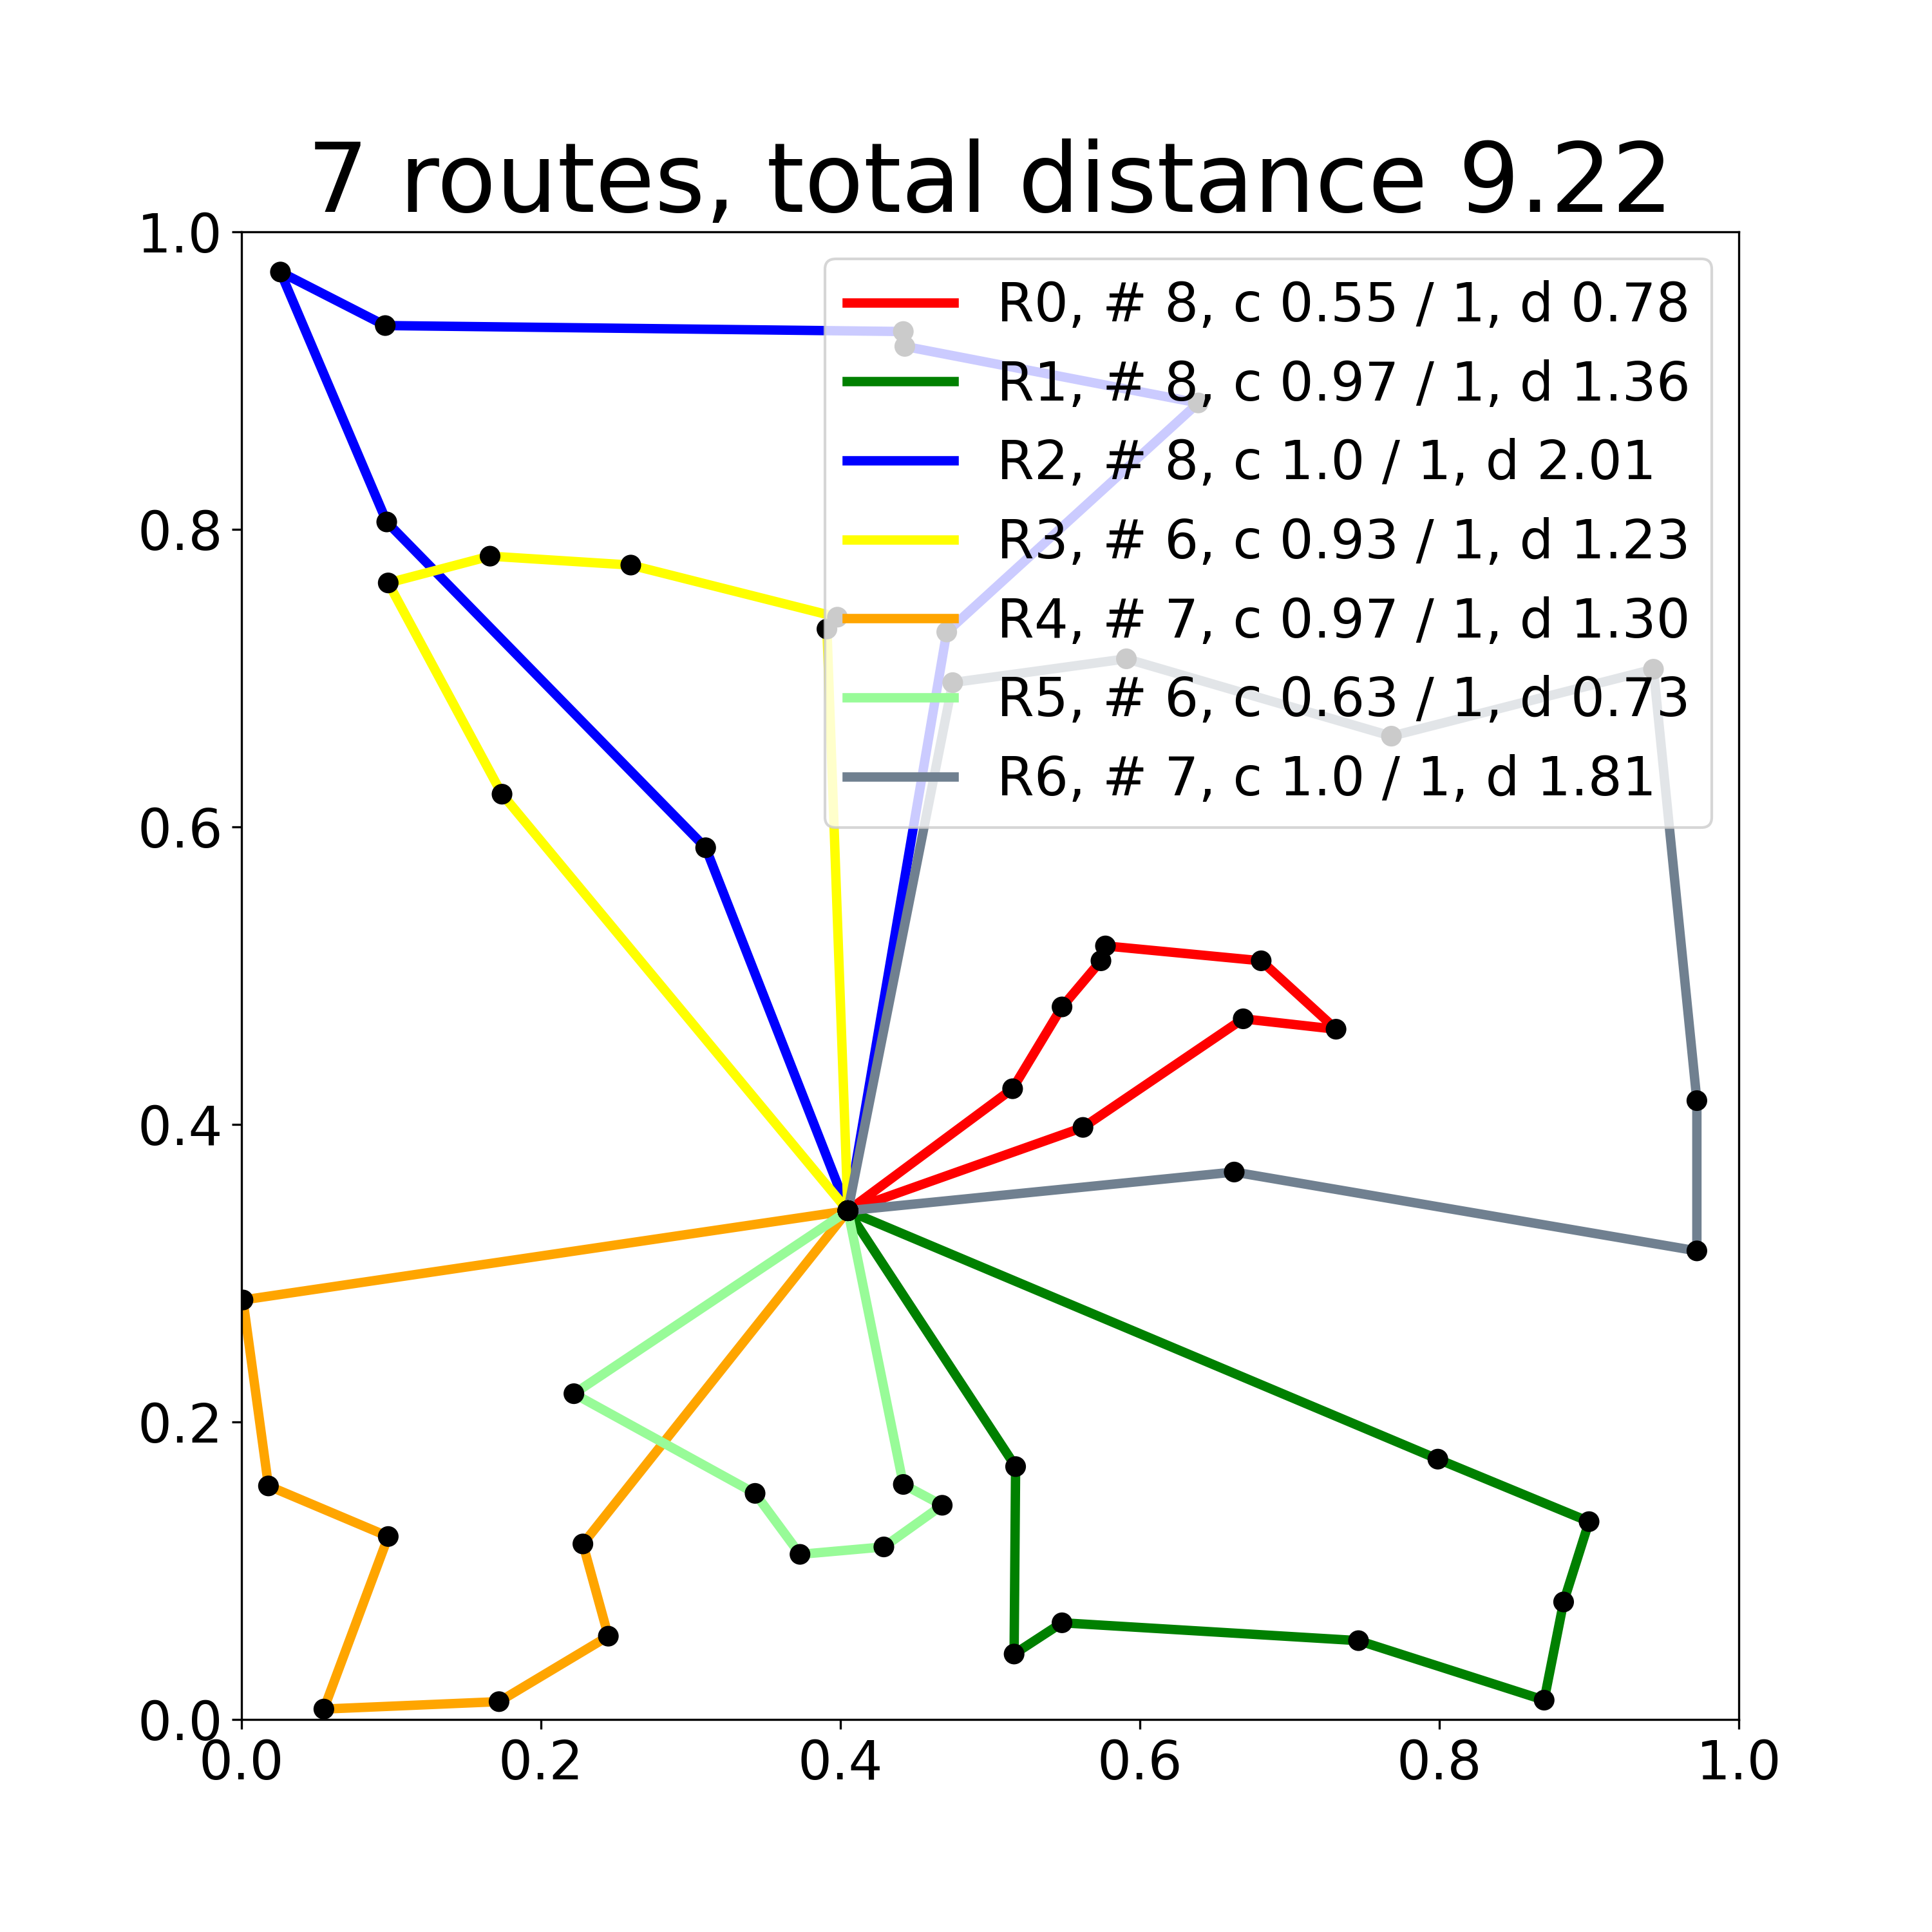 7 routes, total distance 9.22
1.0
0.8
0.6
0.4
0.2
0.0
R0, # 8, c 0.55 / 1, d 0.78
R1, # 8, c 0.97 / 1, d 1.36
R2, # 8, c 1.0 / 1, d 2.01
R3, # 6, c 0.93 / 1, d 1.23
R4, # 7, c 0.97 / 1, d 1.30
R5, # 6, c 0.63 / 1, d 0.73
R6, # 7, c 1.0 / 1, d 1.81
0.0 0.2 0.4 0.6 0.8 1.0